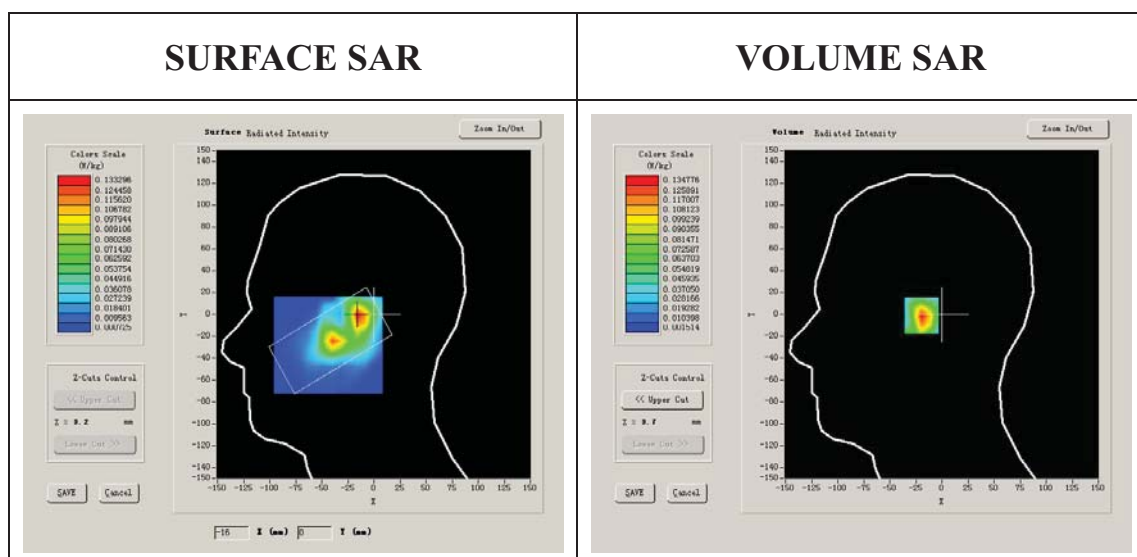 SURFACE SAR
VOLUME SAR
Surface Radiated Intensity
Zoom In/Out
Colors Scale
(W/kg)
0.133296
0.124458
0.115620
0.106782
0.097944
0.089106
0.080268
0.071430
0.062592
0.053754
0.044916
0.036078
0.027239
0.018401
0.009563
0.000725
150
140
120
100
80
60
40
20
0
-20
-40
-60
-80
-100
-120
-140
-150
Y
-150 -125 -100 -75 -50 -25 0 25 50 75 100 125 150
X
Z-Cuts Control
<< Upper Cut
mm
Lower Cut >>
SAVE
Cancel
-16 X (mm) 0 Y (mm)
Volume Radiated Intensity
Zoom In/Out
Colors Scale
(W/kg)
0.134776
0.125891
0.117007
0.108123
0.099239
0.090355
0.081471
0.072587
0.063703
0.054819
0.045935
0.037050
0.028166
0.019282
0.010398
0.001514
150
140
120
100
80
60
40
20
0
-20
-40
-60
-80
-100
-120
-140
-150
Y
-150 -125 -100 -75 -50 -25 0 25 50 75 100 125 150
X
Z-Cuts Control
<< Upper Cut
mm
Lower Cut >>
SAVE
Cancel